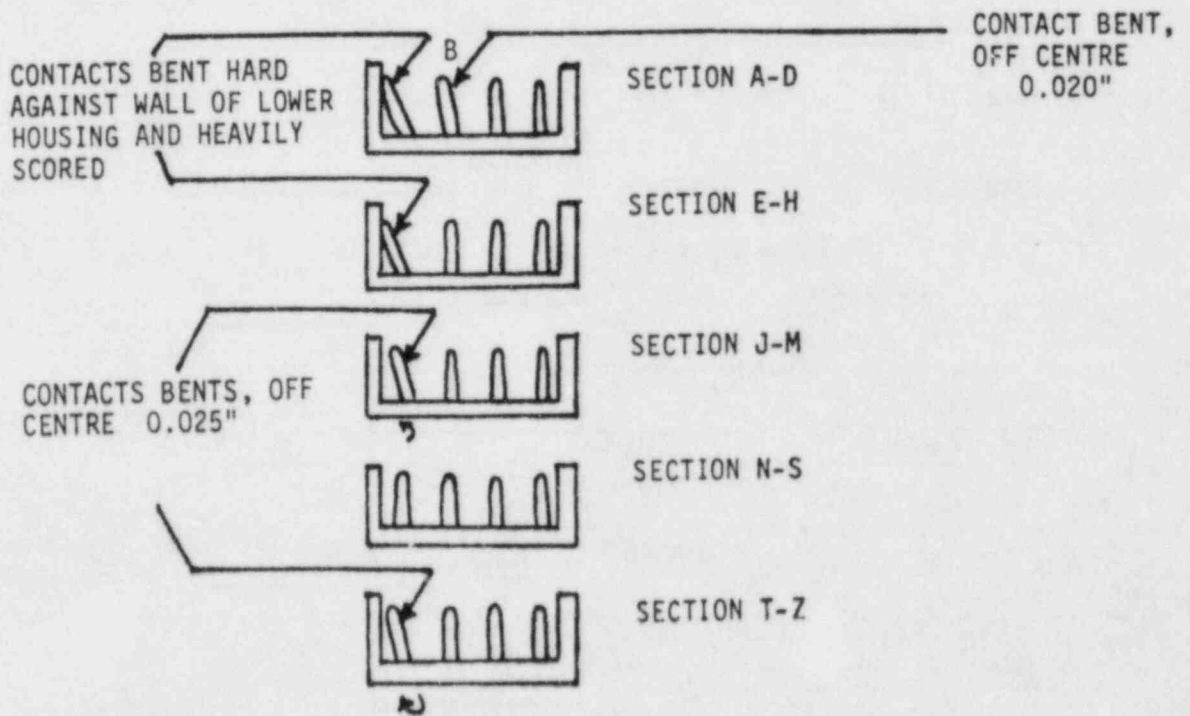 CONTACT BENT,
OFF CENTRE
0.020"
B
CONTACTS BENT HARD
AGAINST WALL OF LOWER
HOUSING AND HEAVILY
SCORED
SECTION A-D
SECTION E-H
SECTION J-M
CONTACTS BENTS, OFF
CENTRE 0.025"
J
SECTION N-S
SECTION T-Z